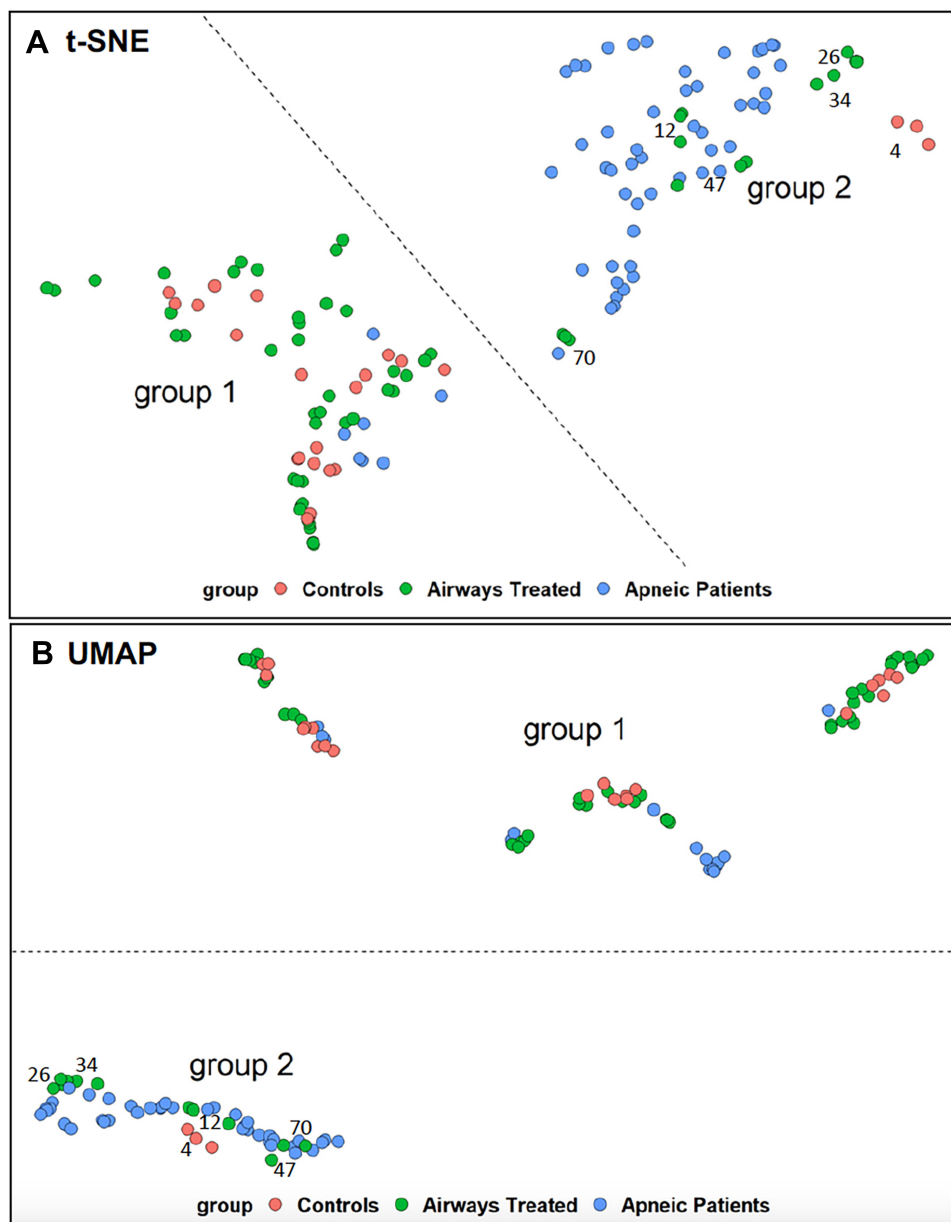 A t-SNE
26
34
12
4
47
group 2
70
group 1
group Controls Airways Treated Apneic Patients
B UMAP
group 1
group 2
34
26
12
70
4
47
group Controls Airways Treated Apneic Patients